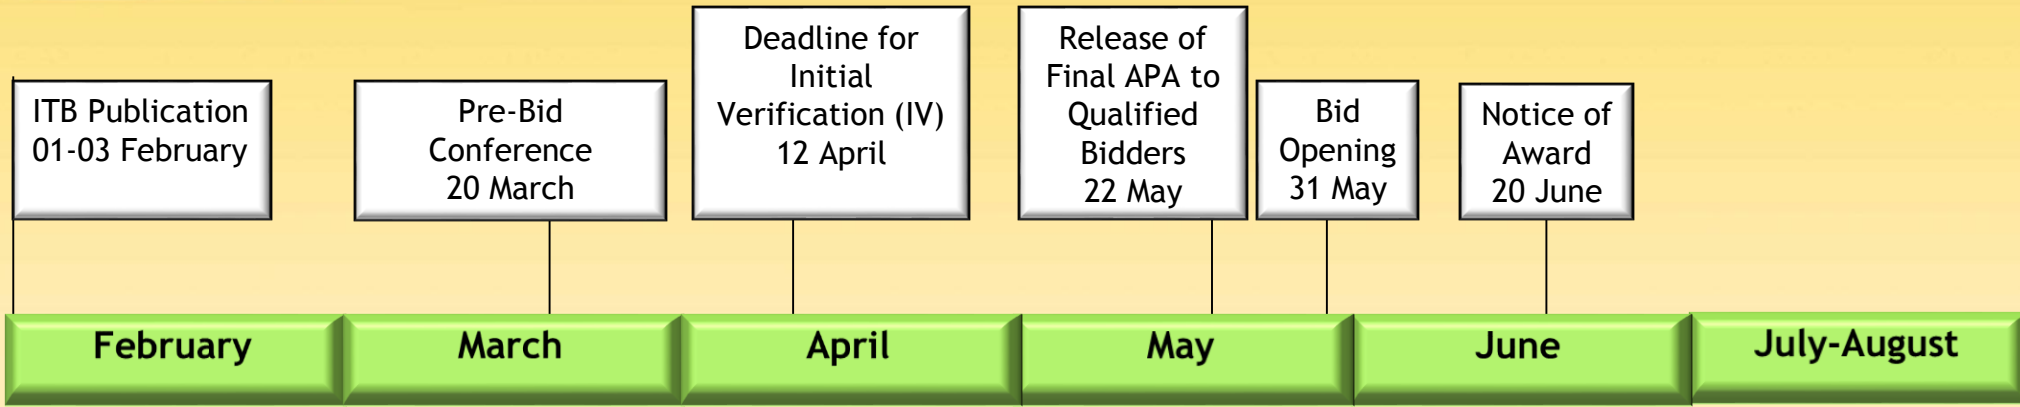 ITB Publication
01-03 February
Pre-Bid
Conference
20 March
Deadline for
Initial
Verification (IV)
12 April
Release of
Final APA to
Qualified
Bidders
22 May
Bid
Opening
31 May
Notice of
Award
20 June
February
March
April
May
June
July-August